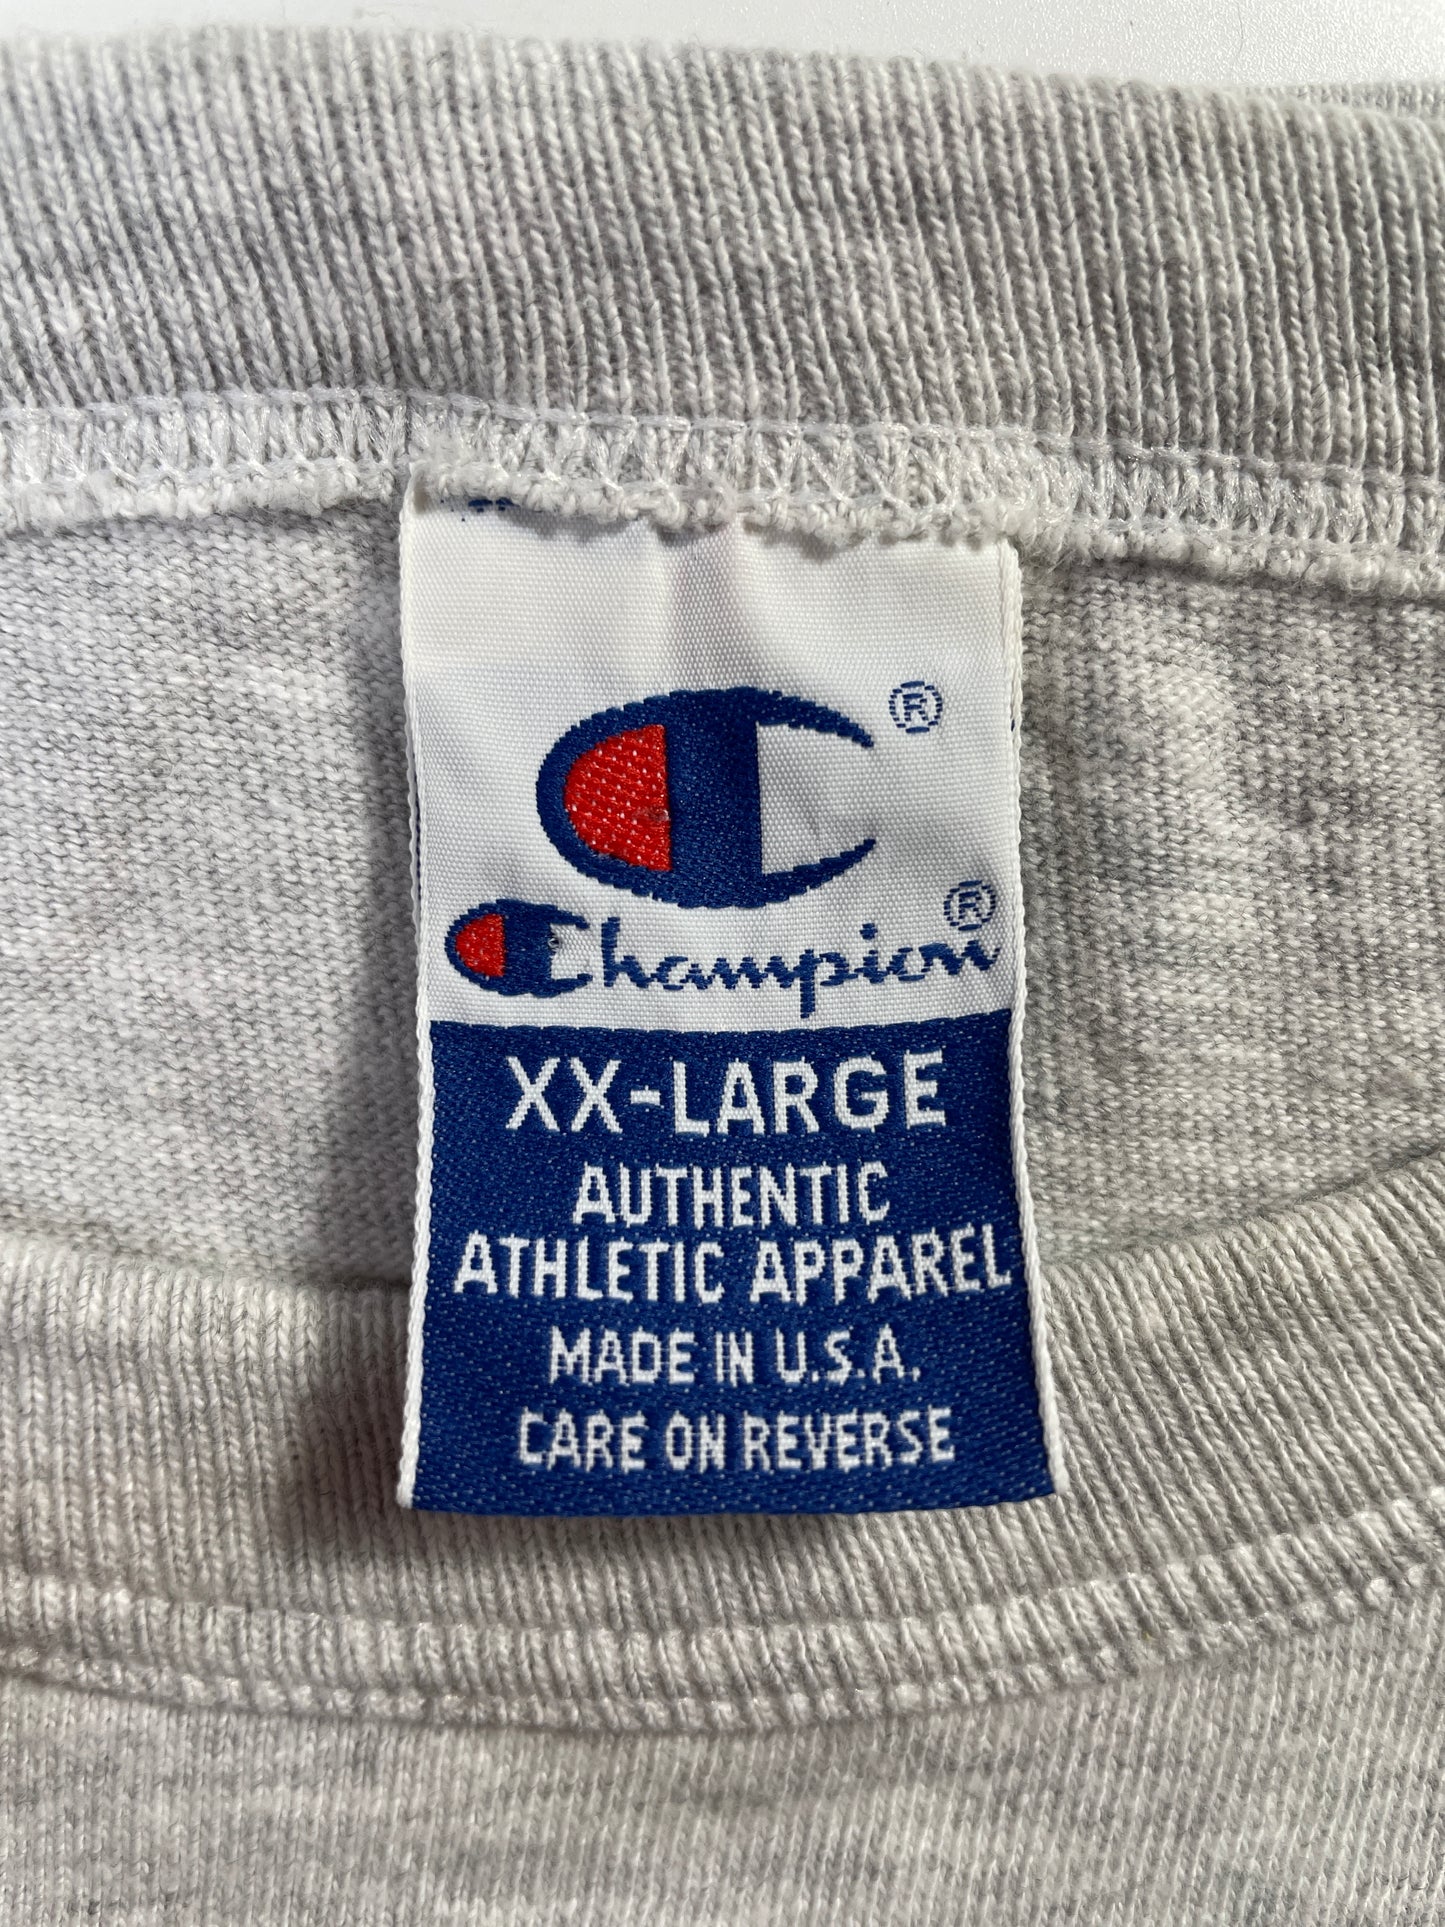 ®
Champion®
XX-LARGE
AUTHENTIC
ATHLETIC APPAREL
MADE IN U.S.A.
CARE ON REVERSE